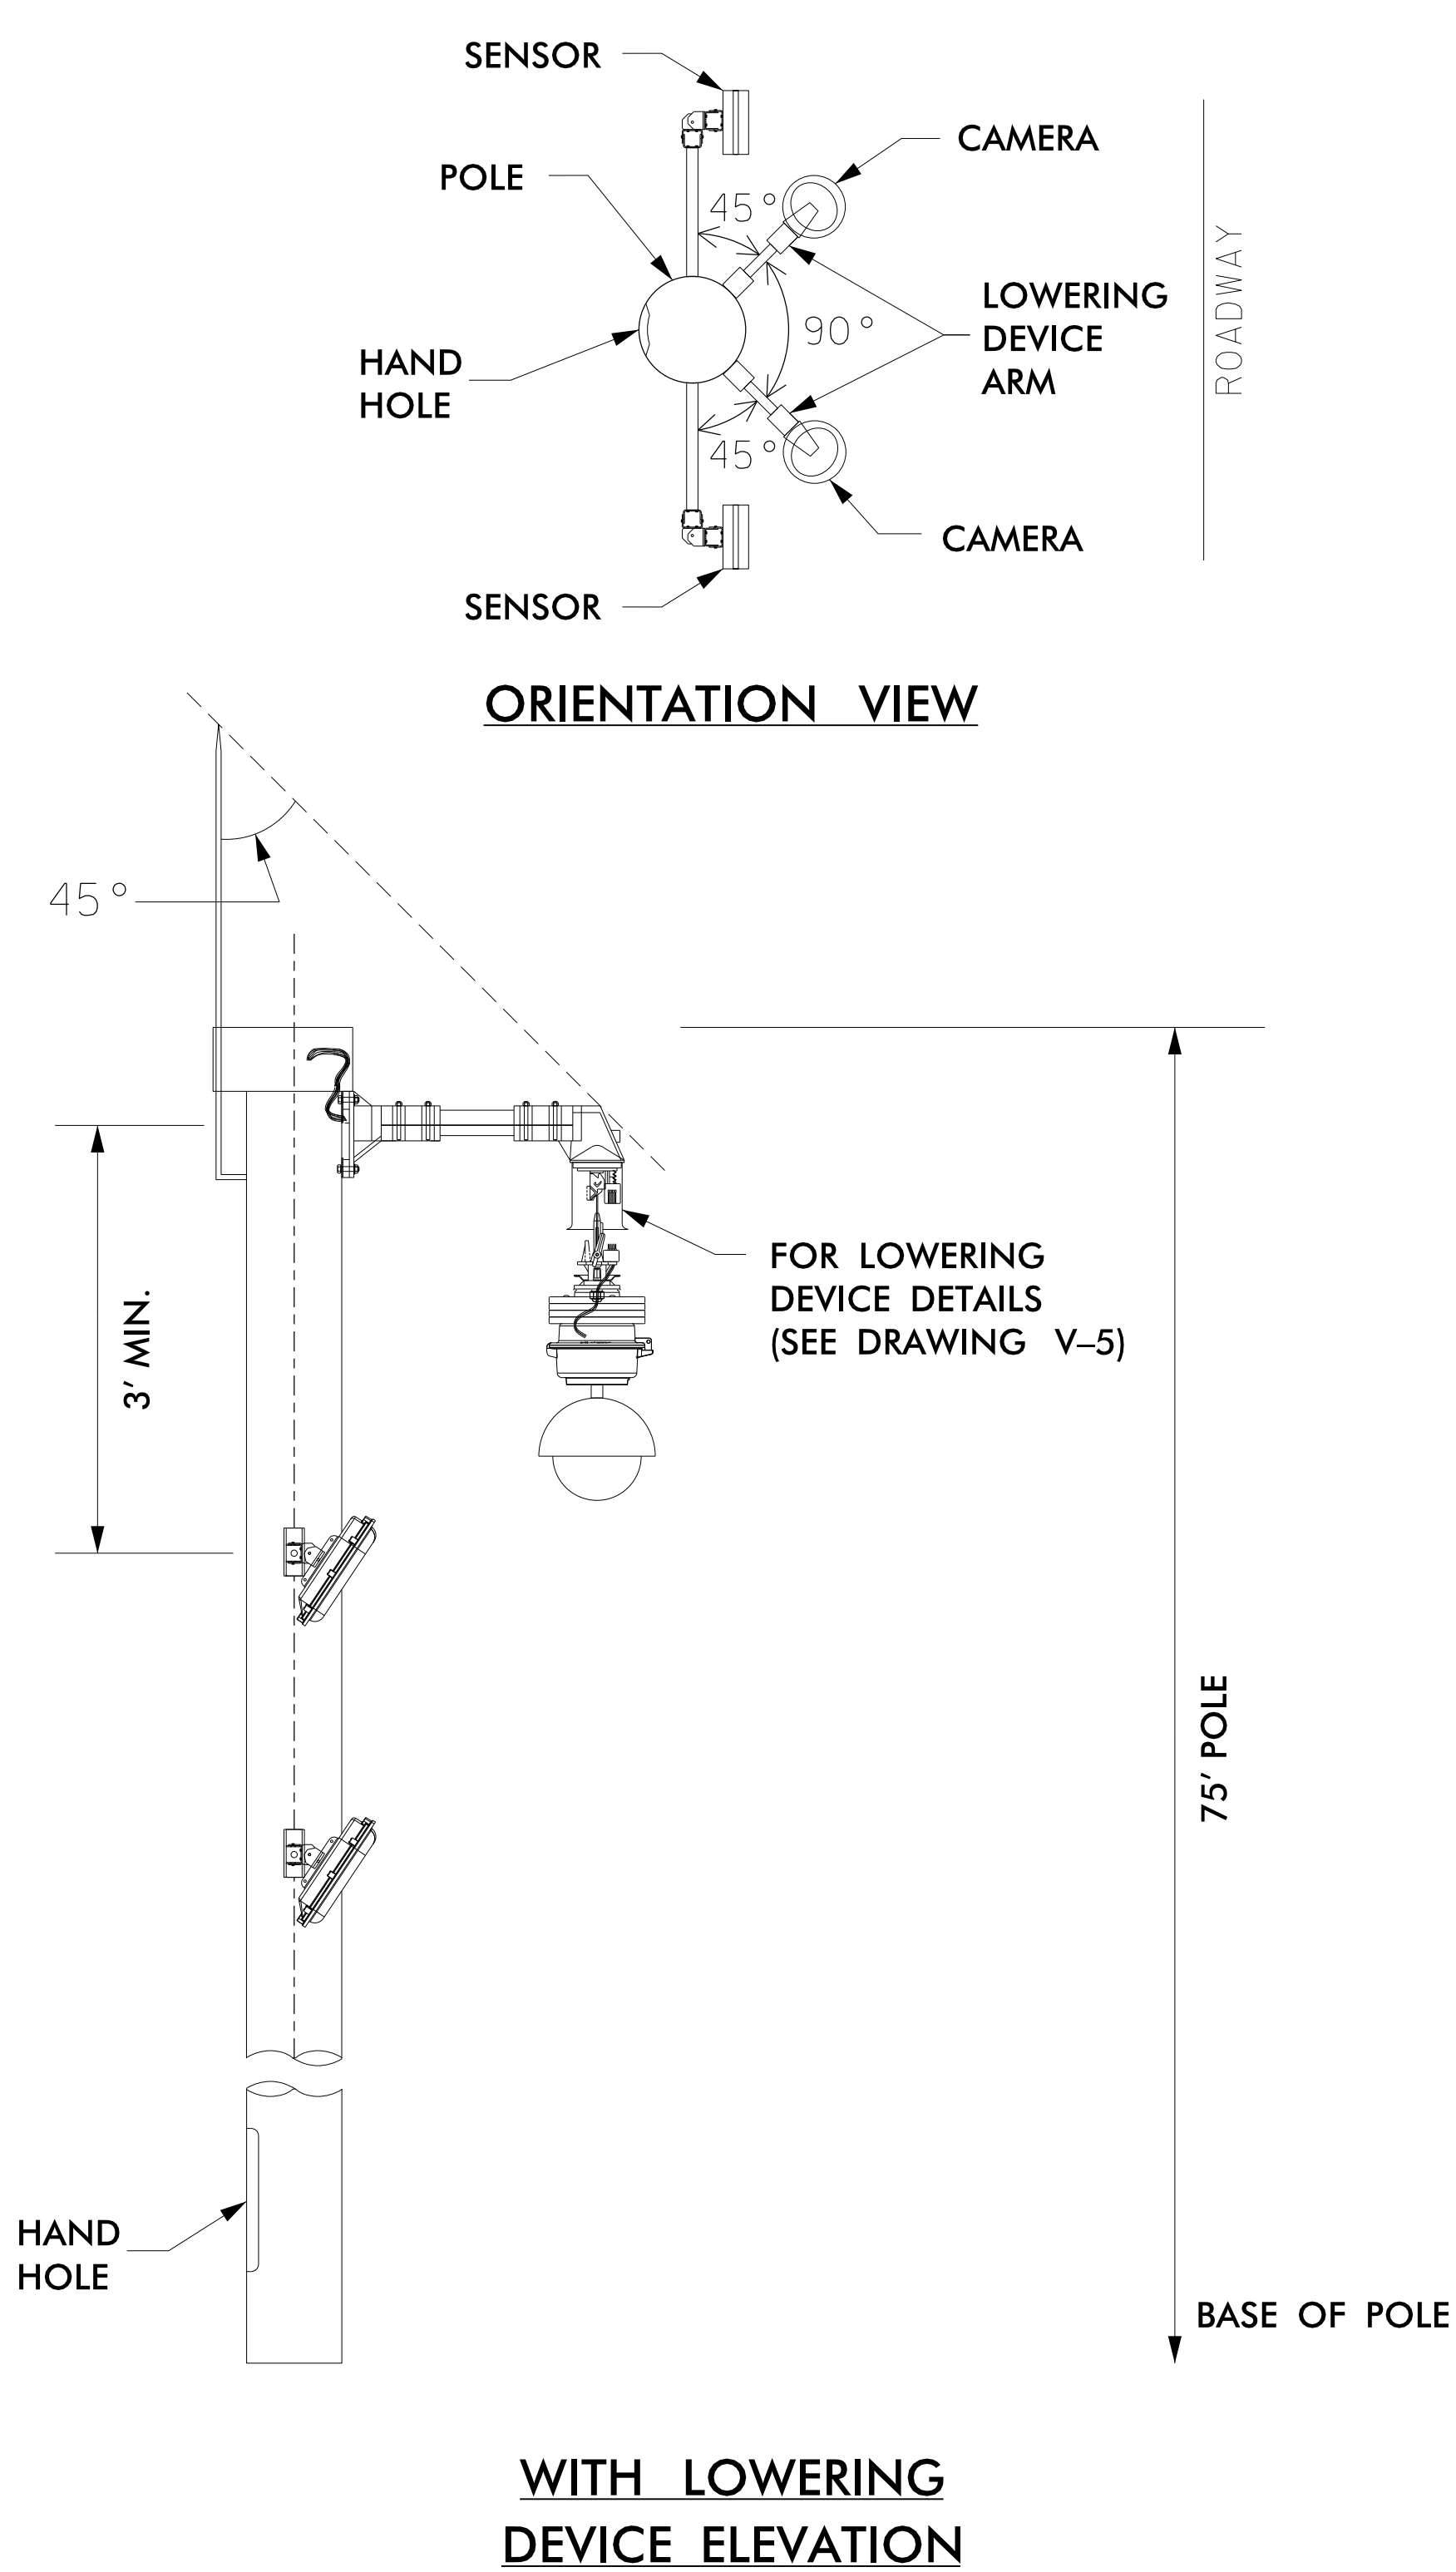 SENSOR
CAMERA
POLE
45°
LOWERING
DEVICE
ARM
90°
ROADWAY
HAND
HOLE
45°
CAMERA
SENSOR
ORIENTATION VIEW
45°
3' MIN.
FOR LOWERING
DEVICE DETAILS
(SEE DRAWING V–5)
75' POLE
HAND
HOLE
BASE OF POLE
WITH LOWERING
DEVICE ELEVATION